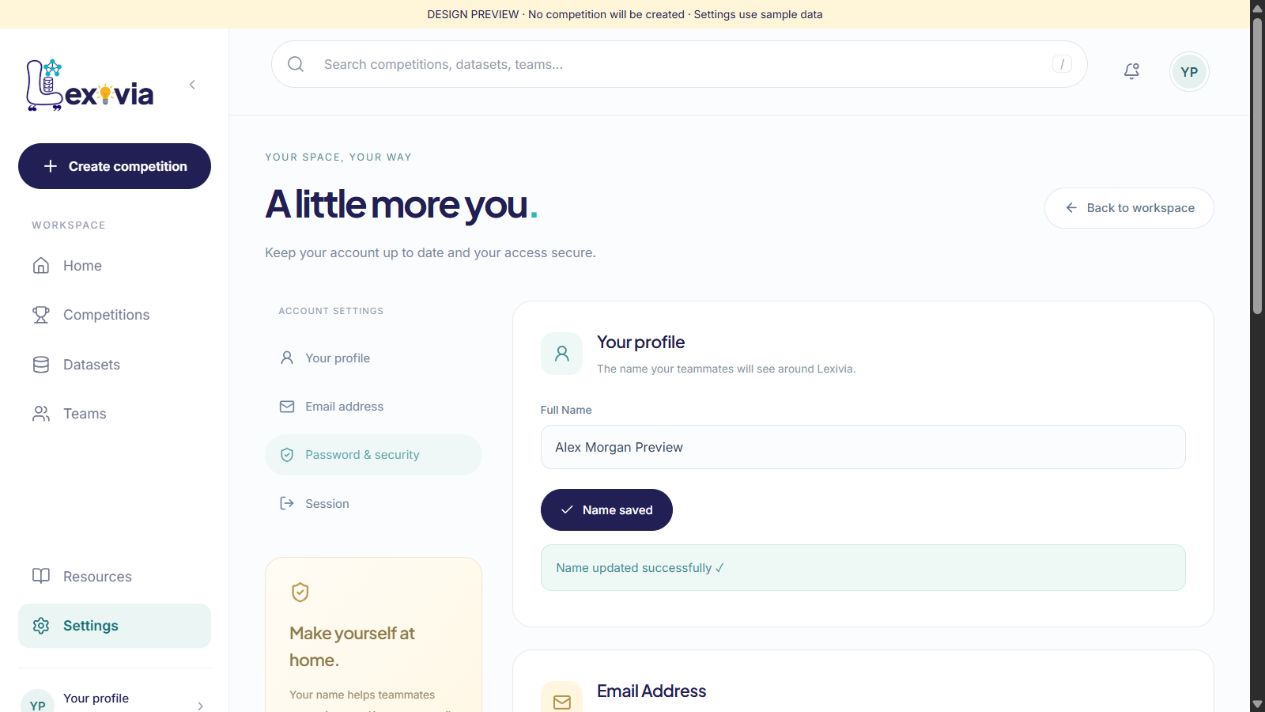 DESIGN PREVIEW · No competition will be created · Settings use sample data
Lexivia
Search competitions, datasets, teams...
/
YP
Create competition
WORKSPACE
Home
Competitions
Datasets
Teams
Resources
Settings
YP
Your profile
YOUR SPACE, YOUR WAY
A little more you.
Keep your account up to date and your access secure.
Back to workspace
ACCOUNT SETTINGS
Your profile
Email address
Password & security
Session
Make yourself at
home.
Your name helps teammates
Your profile
The name your teammates will see around Lexivia.
Full Name
Alex Morgan Preview
Name saved
Name updated successfully ✓
Email Address